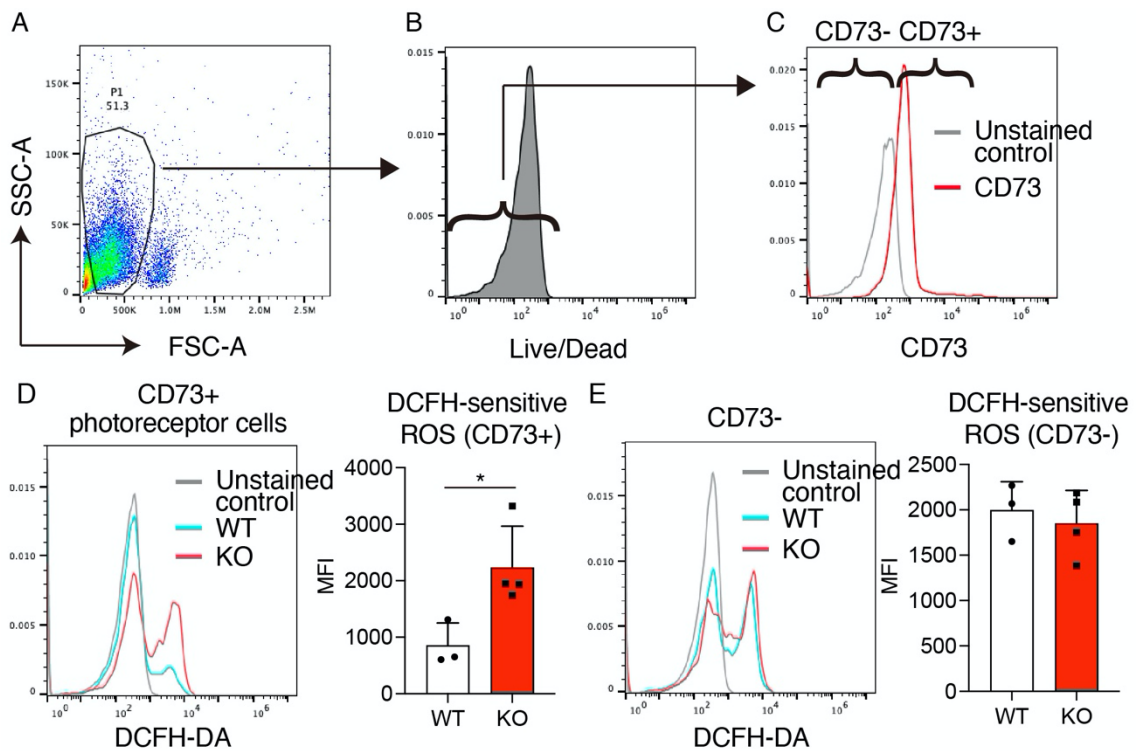 A
SSC-A
150K
100K
50K
0
P1
51.3
0 500K 1.0M 1.5M 2.0M 2.5M
FSC-A
B
0.015
0.010
0.005
0
10^0 10^2 10^4 10^6
Live/Dead
C
CD73- CD73+
0.020
0.015
0.010
0.005
0
Unstained
control
CD73
10^0 10^2 10^4 10^6
CD73
D
CD73+
photoreceptor cells
0.015
0.010
0.005
0
Unstained
control
WT
KO
10^0 10^2 10^4 10^6
DCFH-DA
DCFH-sensitive
ROS (CD73+)
MFI
4000
3000
2000
1000
0
*
WT KO
E
CD73-
0.015
0.010
0.005
0
Unstained
control
WT
KO
10^0 10^2 10^4 10^6
DCFH-DA
DCFH-sensitive
ROS (CD73-)
MFI
2500
2000
1500
1000
500
0
WT KO